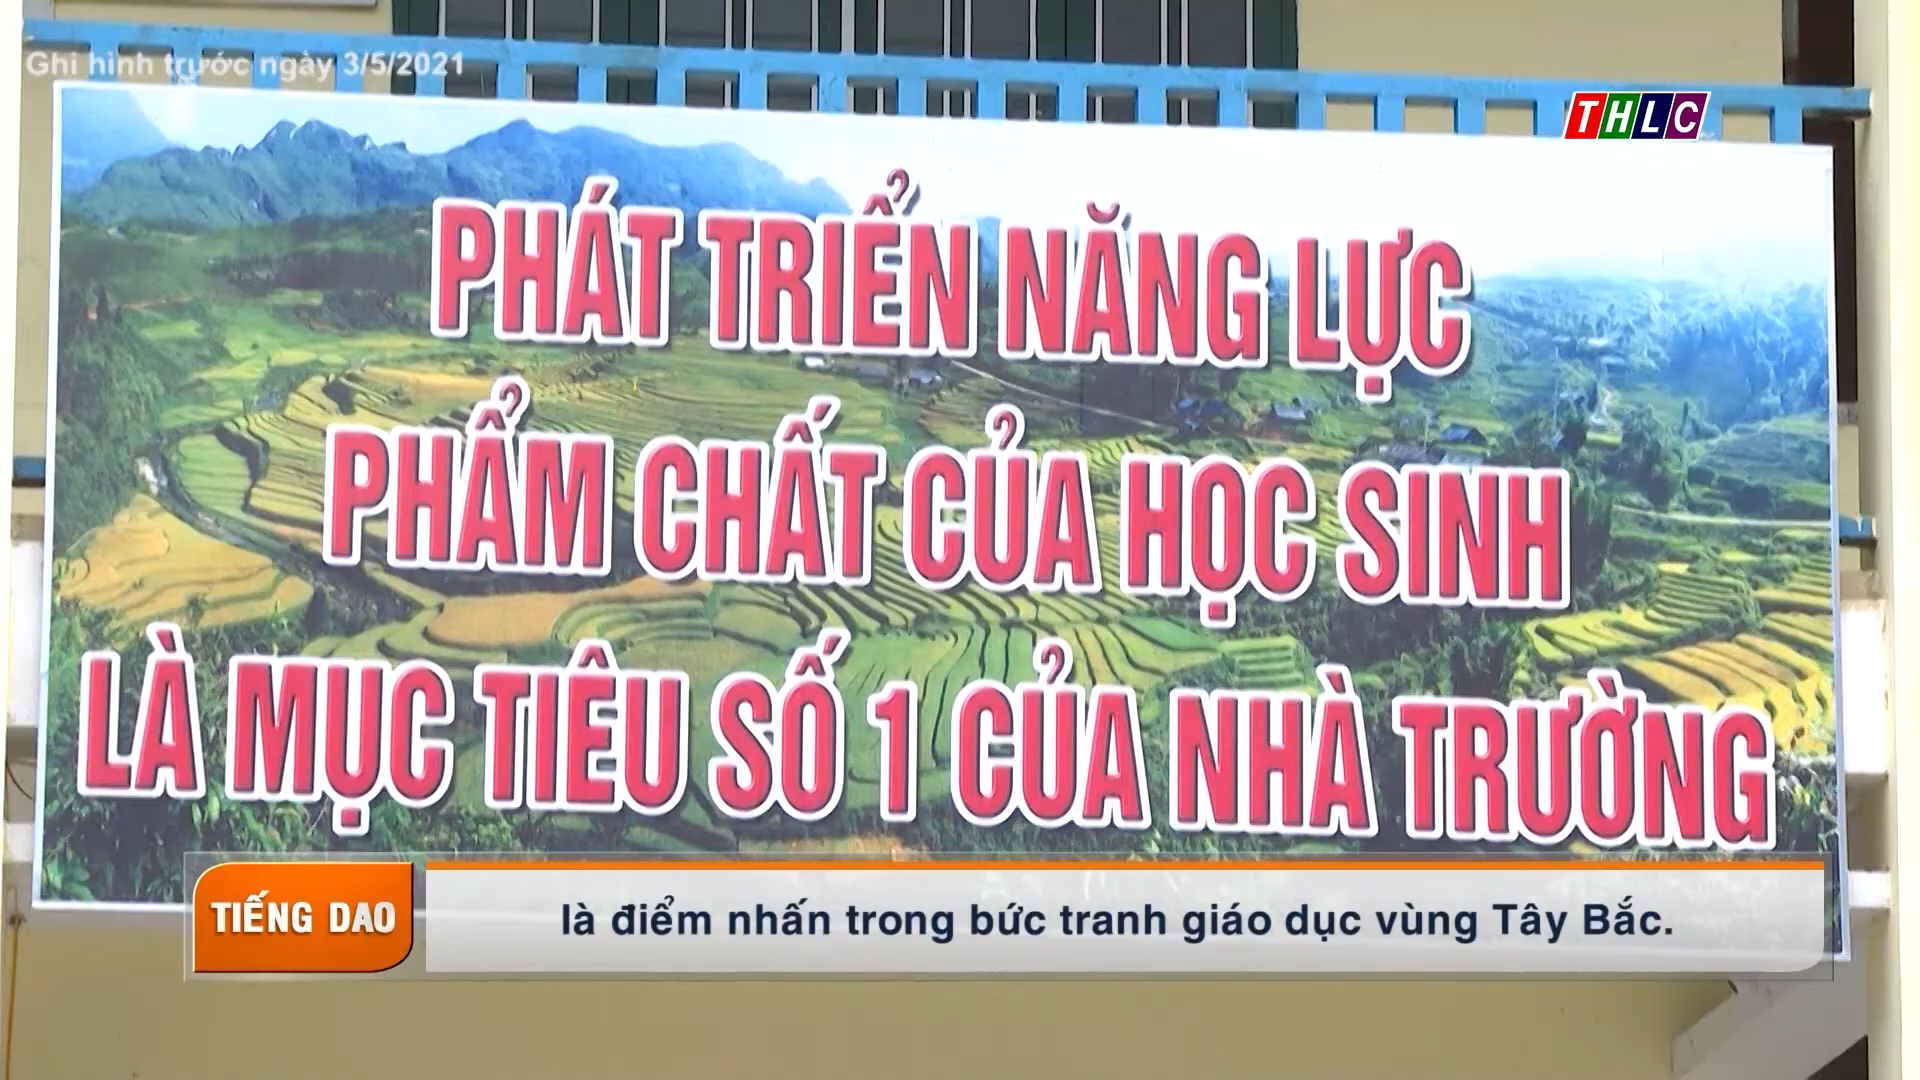 Ghi hình trước ngày 3/5/2021
THLC
PHÁT TRIỂN NĂNG LỰC
PHẨM CHẤT CỦA HỌC SINH
LÀ MỤC TIÊU SỐ 1 CỦA NHÀ TRƯỜNG
TIẾNG DAO
là điểm nhấn trong bức tranh giáo dục vùng Tây Bắc.